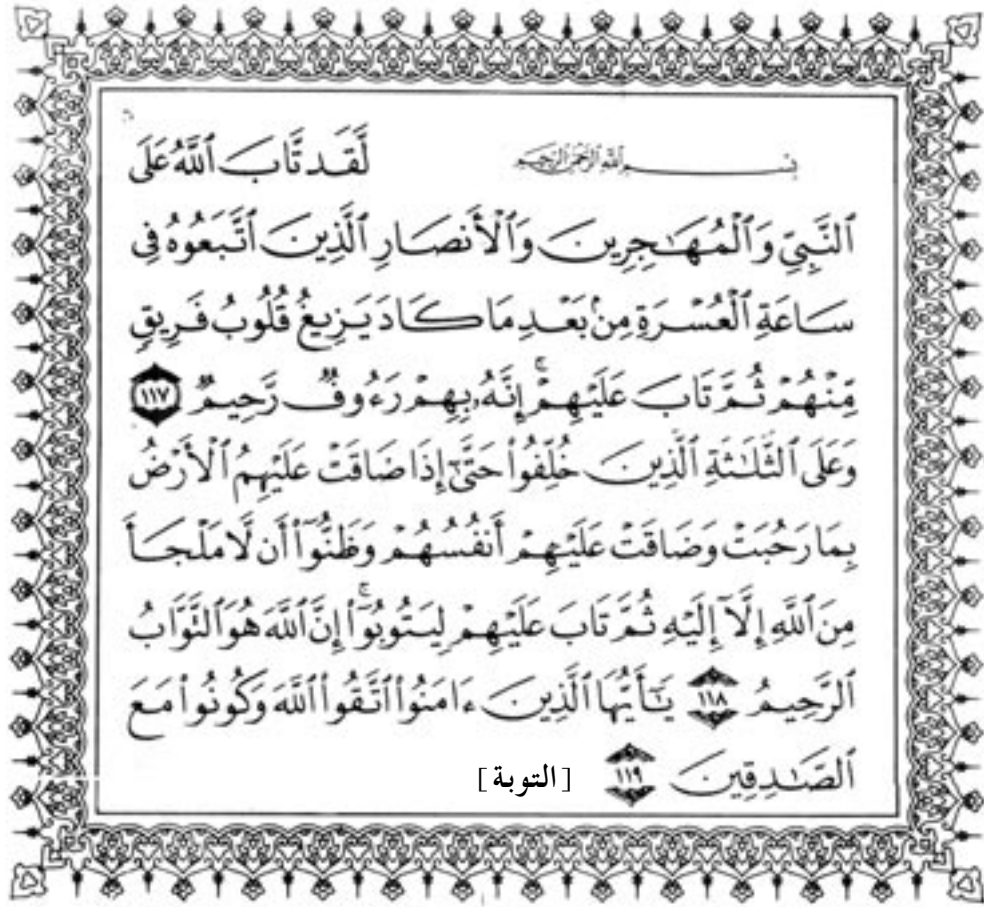 بِسْمِ ٱللَّهِ ٱلرَّحْمَٰنِ ٱلرَّحِيمِ لَّقَد تَّابَ ٱللَّهُ عَلَى
ٱلنَّبِيِّ وَٱلْمُهَٰجِرِينَ وَٱلْأَنصَارِ ٱلَّذِينَ ٱتَّبَعُوهُ فِى
سَاعَةِ ٱلْعُسْرَةِ مِنۢ بَعْدِ مَا كَادَ يَزِيغُ قُلُوبُ فَرِيقٍ
مِّنْهُمْ ثُمَّ تَابَ عَلَيْهِمْ ۚ إِنَّهُۥ بِهِمْ رَءُوفٌ رَّحِيمٌ ١١٧
وَعَلَى ٱلثَّلَٰثَةِ ٱلَّذِينَ خُلِّفُوا۟ حَتَّىٰٓ إِذَا ضَاقَتْ عَلَيْهِمُ ٱلْأَرْضُ
بِمَا رَحُبَتْ وَضَاقَتْ عَلَيْهِمْ أَنفُسُهُمْ وَظَنُّوٓا۟ أَن لَّا مَلْجَأَ
مِنَ ٱللَّهِ إِلَّآ إِلَيْهِ ثُمَّ تَابَ عَلَيْهِمْ لِيَتُوبُوٓا۟ ۚ إِنَّ ٱللَّهَ هُوَ ٱلتَّوَّابُ
ٱلرَّحِيمُ ١١٨ يَٰٓأَيُّهَا ٱلَّذِينَ ءَامَنُوا۟ ٱتَّقُوا۟ ٱللَّهَ وَكُونُوا۟ مَعَ
ٱلصَّٰدِقِينَ ١١٩ [التوبة]